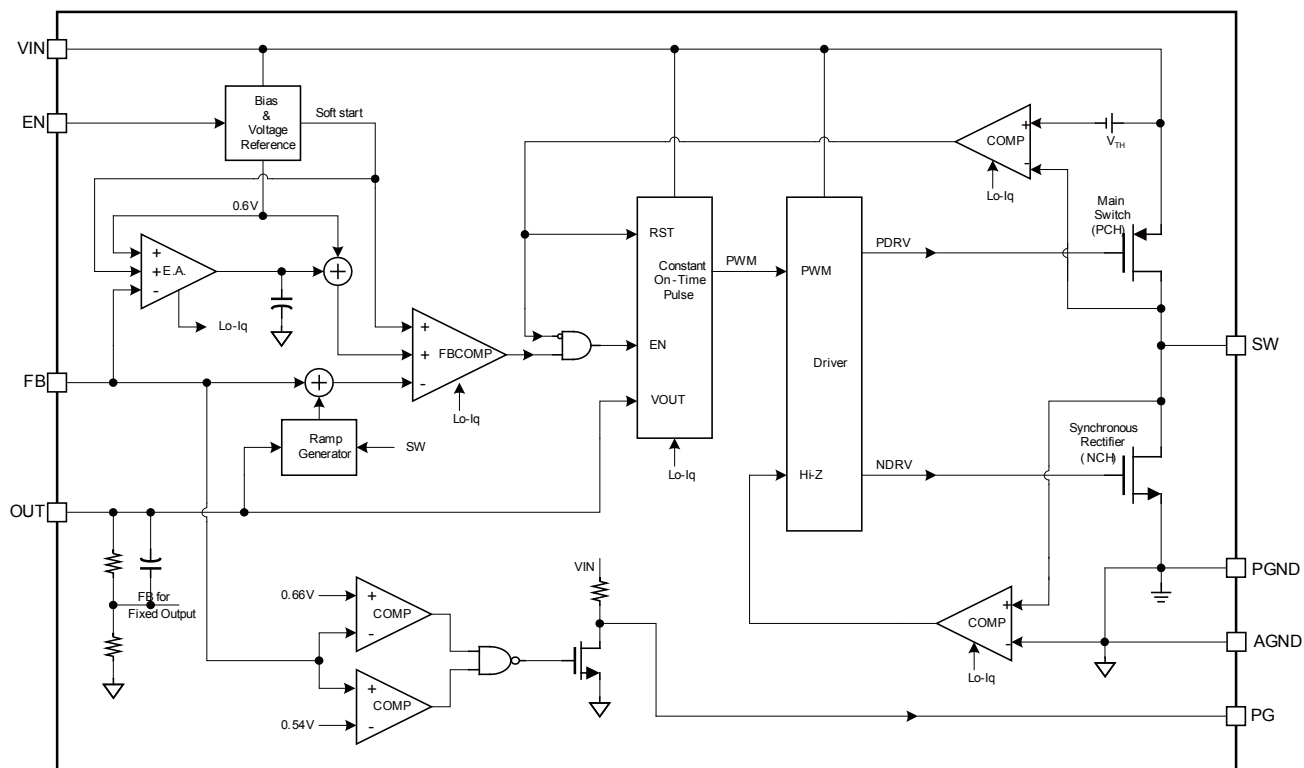 VIN
EN
Bias
&
Voltage
Reference
Soft start
0.6V
+
+
-
E.A.
Lo-Iq
+
FB
+
+
-
FBCOMP
Lo-Iq
+
Ramp
Generator
SW
OUT
FB for
Fixed Output
RST
Constant
On-Time
Pulse
EN
VOUT
Lo-Iq
PWM
PWM
Driver
Hi-Z
PDRV
NDRV
+
-
COMP
Lo-Iq
VTH
Main
Switch
(PCH)
SW
Synchronous
Rectifier
(NCH)
+
-
COMP
Lo-Iq
PGND
AGND
PG
0.66V
+
-
COMP
+
-
COMP
0.54V
VIN